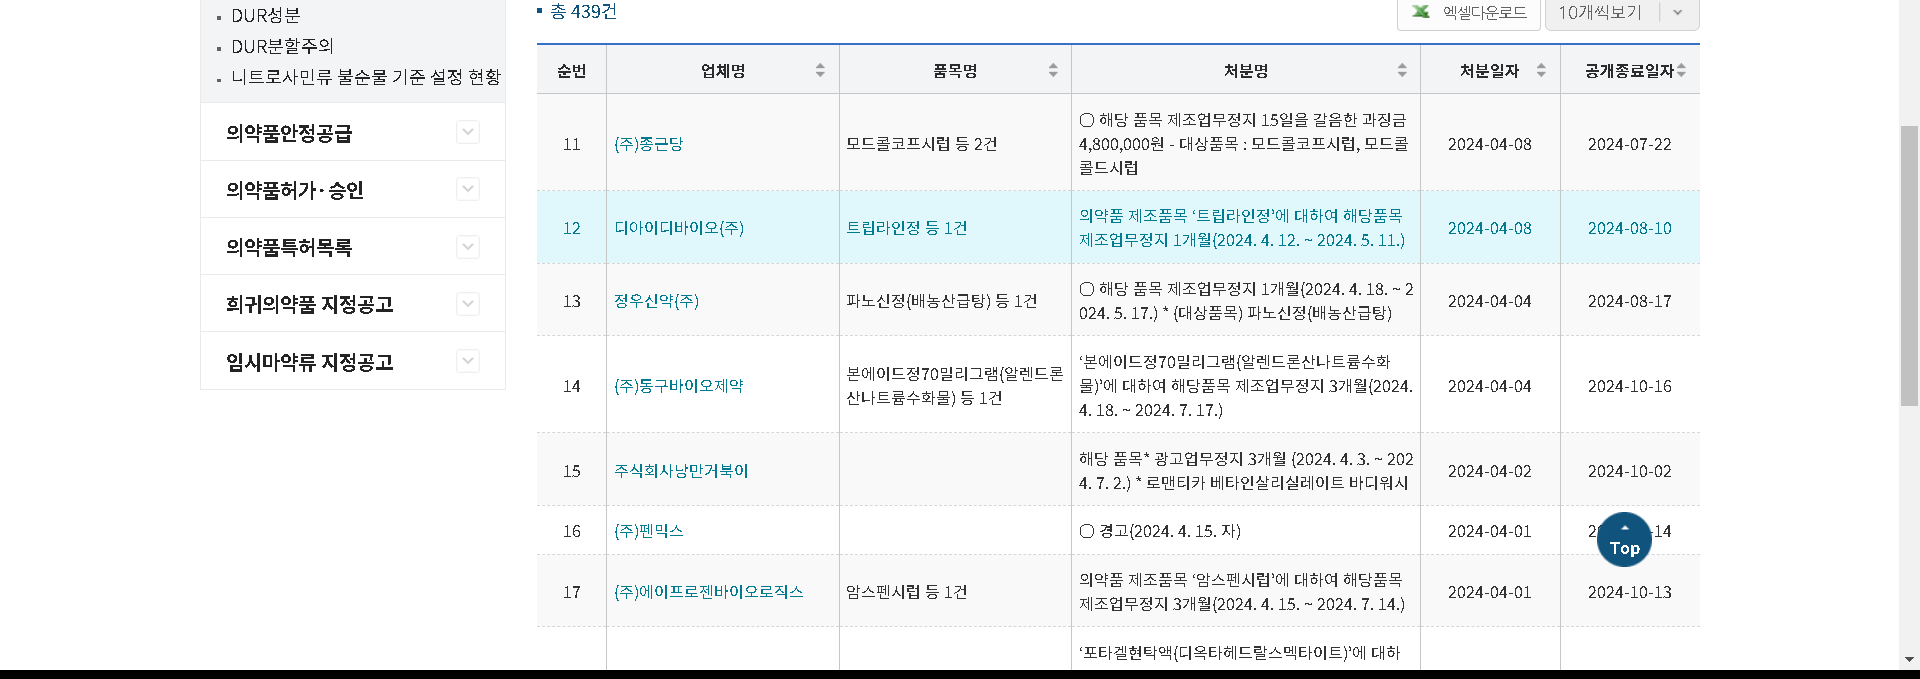 DUR성분
DUR분할주의
니트로사민류 불순물 기준 설정 현황
의약품안정공급
의약품허가·승인
의약품특허목록
희귀의약품 지정공고
임시마약류 지정공고
총 439건
엑셀다운로드
10개씩보기
순번 업체명 품목명 처분명 처분일자 공개종료일자
11 (주)종근당 모드콜코프시럽 등 2건 ○ 해당 품목 제조업무정지 15일을 갈음한 과징금
4,800,000원 - 대상품목 : 모드콜코프시럽, 모드콜
콜드시럽 2024-04-08 2024-07-22
12 디아이디바이오(주) 트립라인정 등 1건 의약품 제조품목 ‘트립라인정’에 대하여 해당품목
제조업무정지 1개월(2024. 4. 12. ~ 2024. 5. 11.) 2024-04-08 2024-08-10
13 정우신약(주) 파노신정(배농산급탕) 등 1건 ○ 해당 품목 제조업무정지 1개월(2024. 4. 18. ~ 2
024. 5. 17.) * (대상품목) 파노신정(배농산급탕) 2024-04-04 2024-08-17
14 (주)동구바이오제약 본에이드정70밀리그램(알렌드론
산나트륨수화물) 등 1건 ‘본에이드정70밀리그램(알렌드론산나트륨수화
물)’에 대하여 해당품목 제조업무정지 3개월(2024.
4. 18. ~ 2024. 7. 17.) 2024-04-04 2024-10-16
15 주식회사낭만거북이 해당 품목* 광고업무정지 3개월 (2024. 4. 3. ~ 202
4. 7. 2.) * 로맨티카 베타인살리실레이트 바디워시 2024-04-02 2024-10-02
16 (주)펜믹스 ○ 경고(2024. 4. 15. 자) 2024-04-01 2 -14
Top
17 (주)에이프로젠바이오로직스 암스펜시럽 등 1건 의약품 제조품목 ‘암스펜시럽’에 대하여 해당품목
제조업무정지 3개월(2024. 4. 15. ~ 2024. 7. 14.) 2024-04-01 2024-10-13
‘포타겔현탁액(디옥타헤드랄스멕타이트)’에 대하